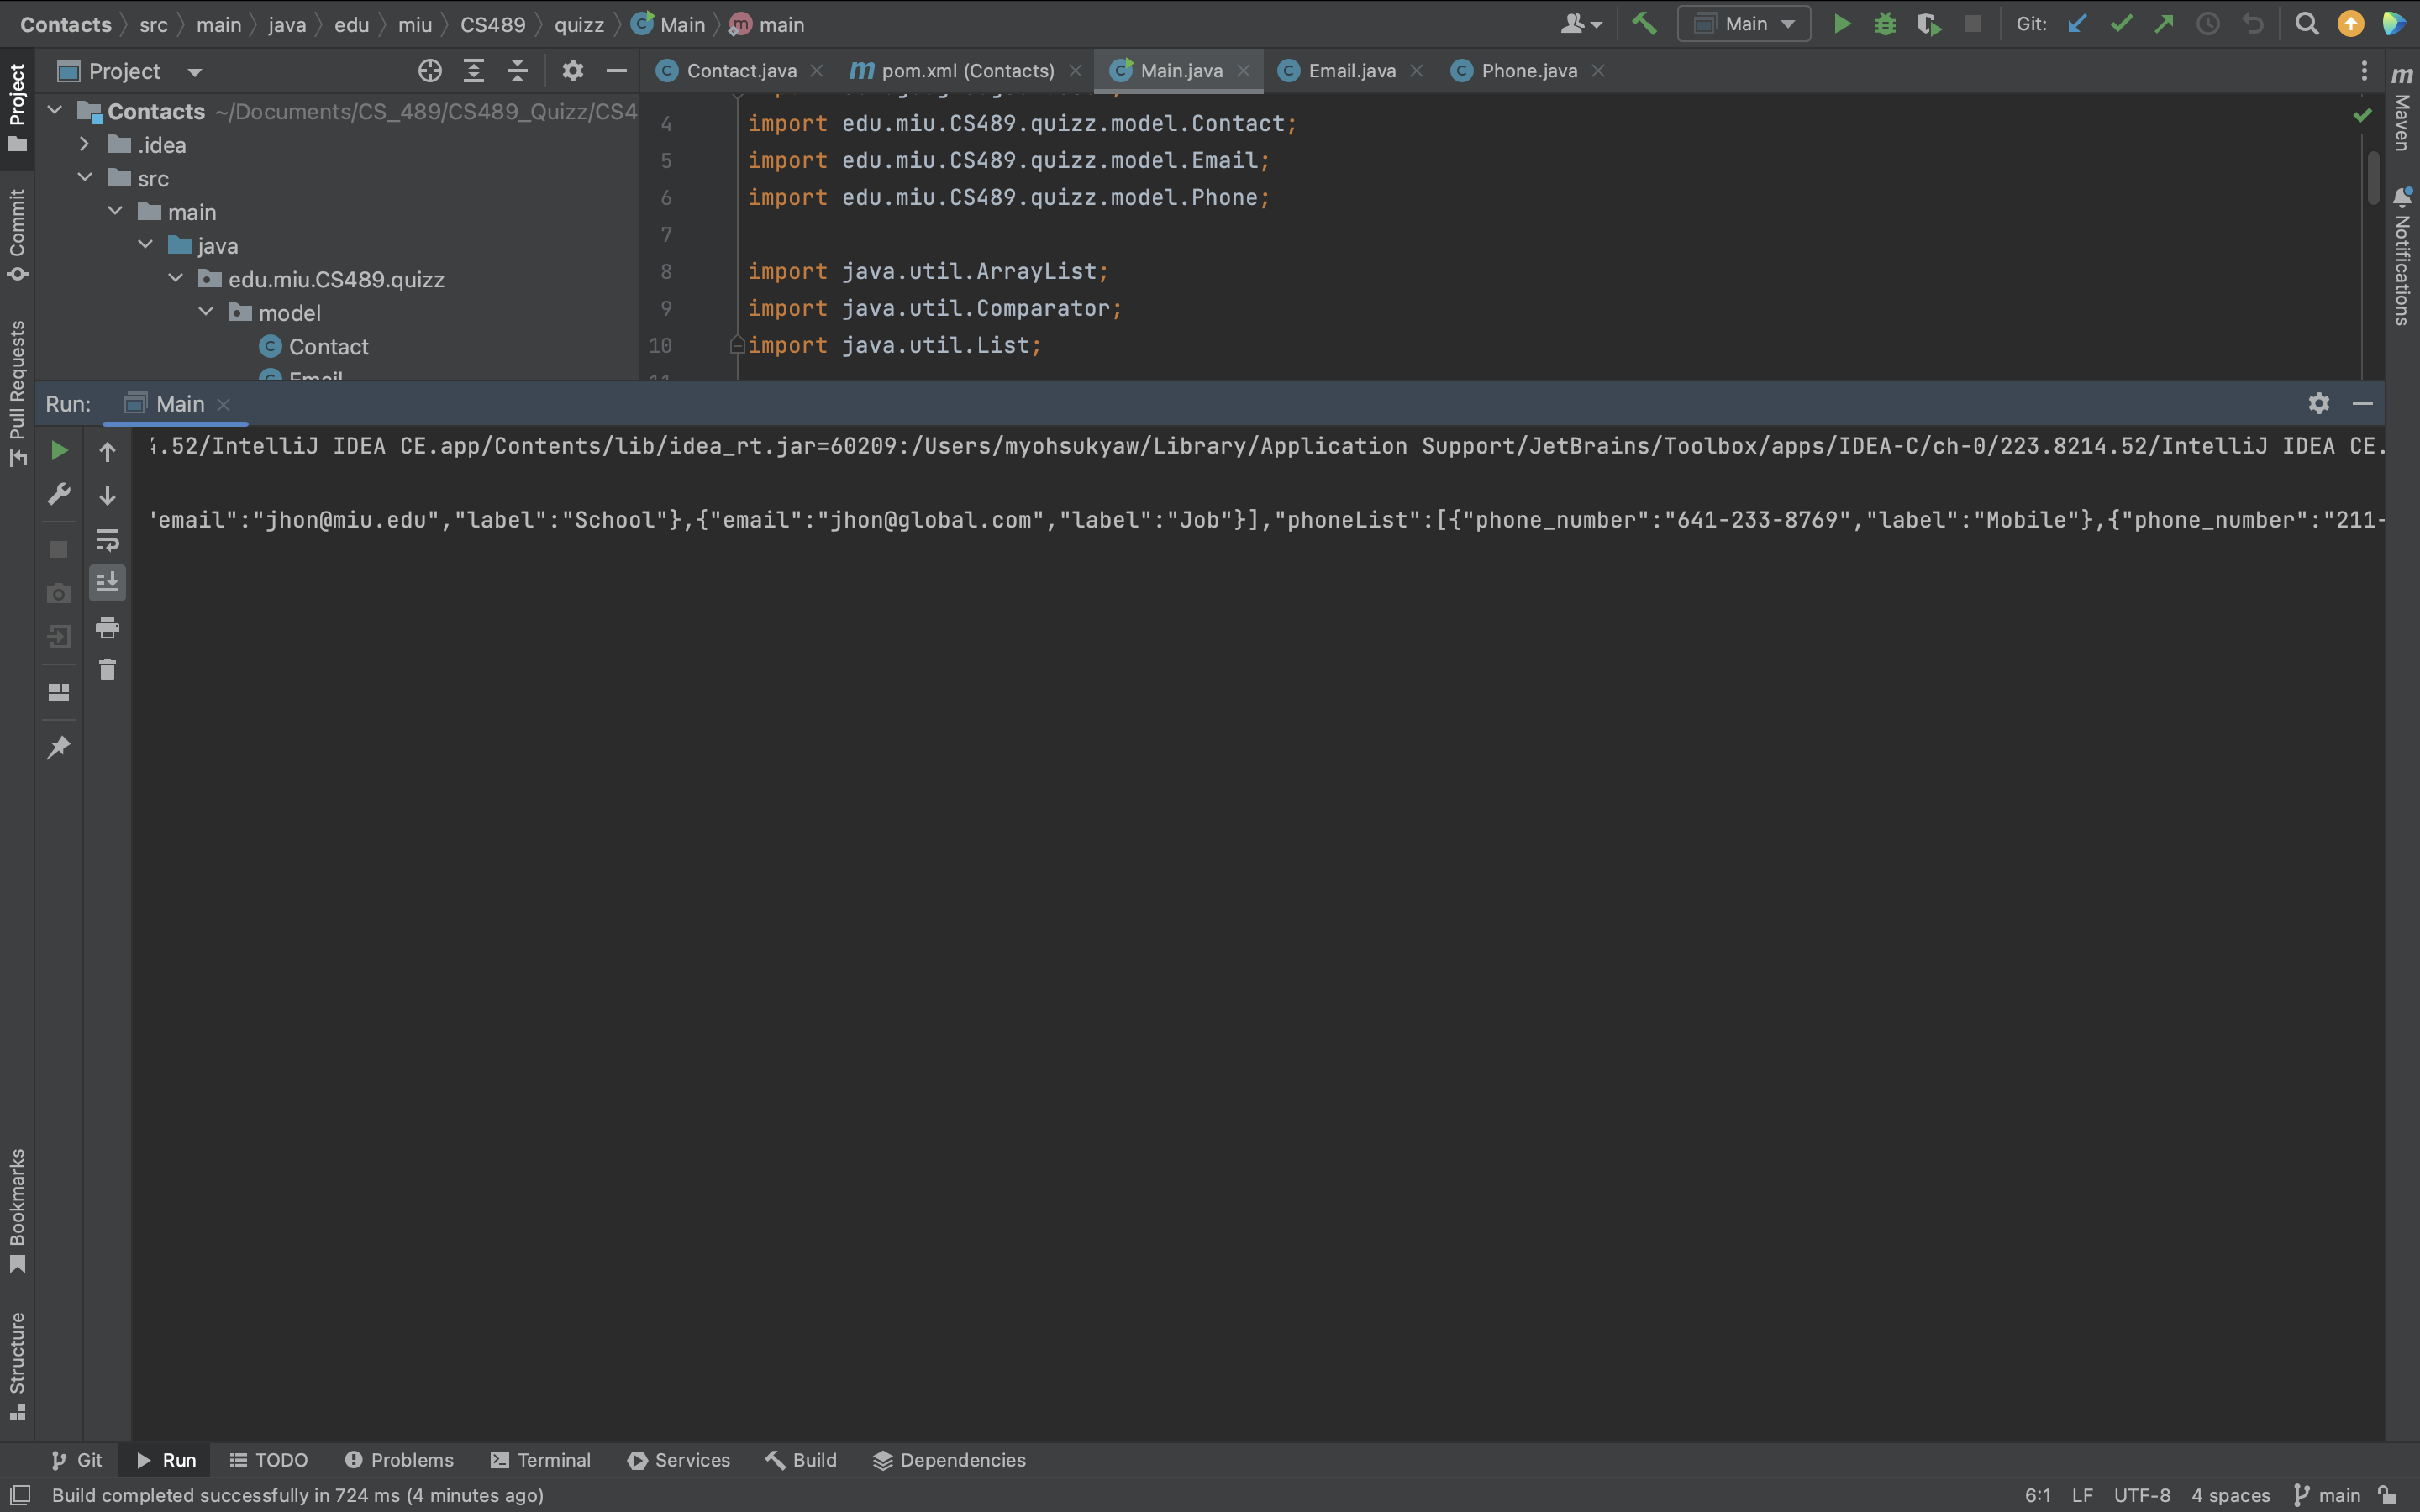 Contacts src main java edu miu CS489 quizz Main main
Main Git:
Project
Contact.java pom.xml (Contacts) Main.java Email.java Phone.java
Contacts ~/Documents/CS_489/CS489_Quizz/CS4
.idea
src
main
java
edu.miu.CS489.quizz
model
Contact
Email
4 import edu.miu.CS489.quizz.model.Contact;
5 import edu.miu.CS489.quizz.model.Email;
6 import edu.miu.CS489.quizz.model.Phone;
7
8 import java.util.ArrayList;
9 import java.util.Comparator;
10 import java.util.List;
Project
Commit
Pull Requests
Bookmarks
Structure
Maven
Notifications
Run: Main
4.52/IntelliJ IDEA CE.app/Contents/lib/idea_rt.jar=60209:/Users/myohsukyaw/Library/Application Support/JetBrains/Toolbox/apps/IDEA-C/ch-0/223.8214.52/IntelliJ IDEA CE.
"email":"jhon@miu.edu","label":"School"},{"email":"jhon@global.com","label":"Job"}],"phoneList":[{"phone_number":"641-233-8769","label":"Mobile"},{"phone_number":"211-
Git Run TODO Problems Terminal Services Build Dependencies
Build completed successfully in 724 ms (4 minutes ago) 6:1 LF UTF-8 4 spaces main